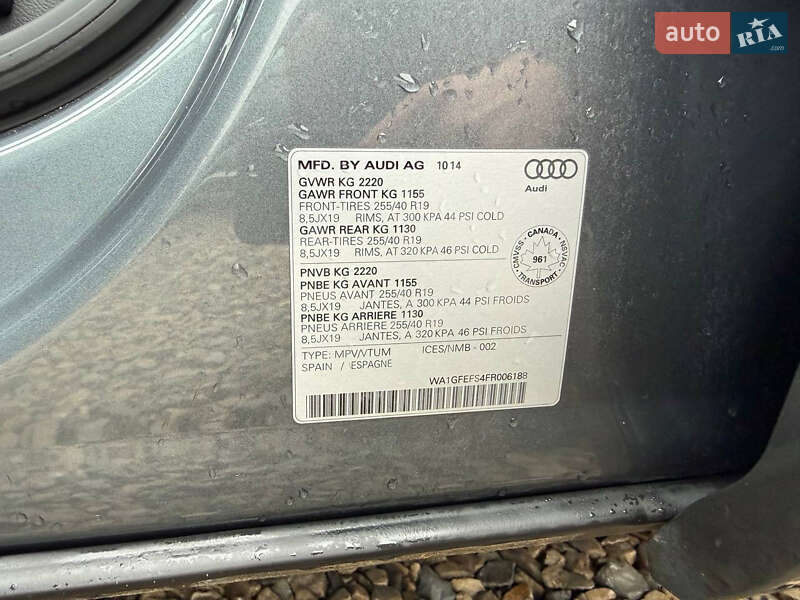 auto RIA
.com
MFD. BY AUDI AG 10 14
Audi
GVWR KG 2220
GAWR FRONT KG 1155
FRONT-TIRES 255/40 R19
8,5JX19 RIMS, AT 300 KPA 44 PSI COLD
GAWR REAR KG 1130
REAR-TIRES 255/40 R19
8,5JX19 RIMS, AT 320 KPA 46 PSI COLD
CMVSS · CANADA · NSVAC
961
TRANSPORT
PNVB KG 2220
PNBE KG AVANT 1155
PNEUS AVANT 255/40 R19
8,5JX19 JANTES, A 300 KPA 44 PSI FROIDS
PNBE KG ARRIERE 1130
PNEUS ARRIERE 255/40 R19
8,5JX19 JANTES, A 320 KPA 46 PSI FROIDS
TYPE: MPV/VTUM ICES/NMB - 002
SPAIN / ESPAGNE
WA1GFEFS4FR006188